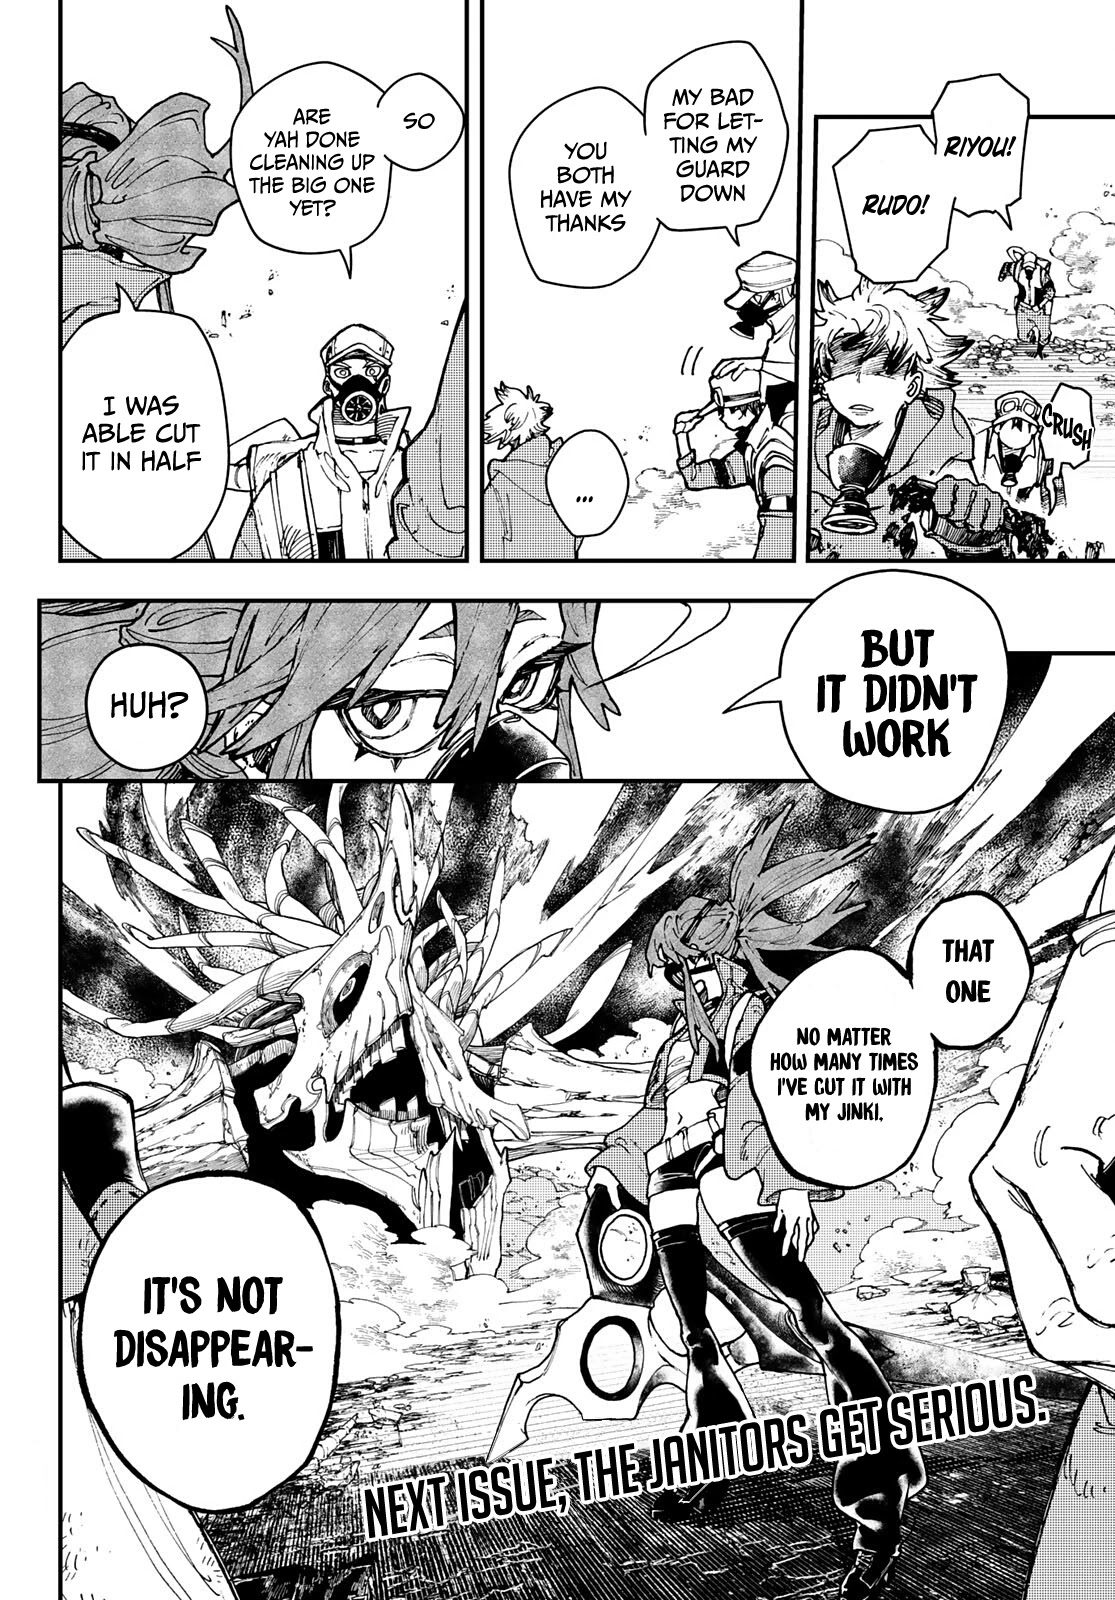 RIYOU!
RUDO!
CRUSH
MY BAD
FOR LET-
TING MY
GUARD
DOWN
YOU
BOTH
HAVE MY
THANKS
...
SO
ARE
YAH DONE
CLEANING UP
THE BIG ONE
YET?
I WAS
ABLE CUT
IT IN HALF
BUT
IT DIDN'T
WORK
HUH?
THAT
ONE
NO MATTER
HOW MANY TIMES
I'VE CUT IT WITH
MY JINKI.
IT'S NOT
DISAPPEAR-
ING.
NEXT ISSUE, THE JANITORS GET SERIOUS.